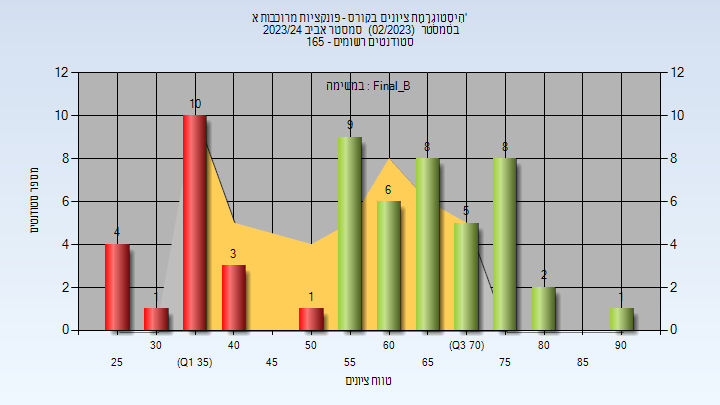 הִיסְטוֹגְרָמַת ציונים בקורס - פונקציות מרוכבות א'
בסמסטר (02/2023) סמסטר אביב 2023/24
סטודנטים רשומים - 165
במשימה : Final_B
מספר סטודנטים
12 12
10 10
8 8
6 6
4 4
2 2
0 0
4 1 10 3 1 9 6 8 5 8 2 1
30 40 50 60 (Q3 70) 80 90
25 (Q1 35) 45 55 65 75 85
טווח ציונים